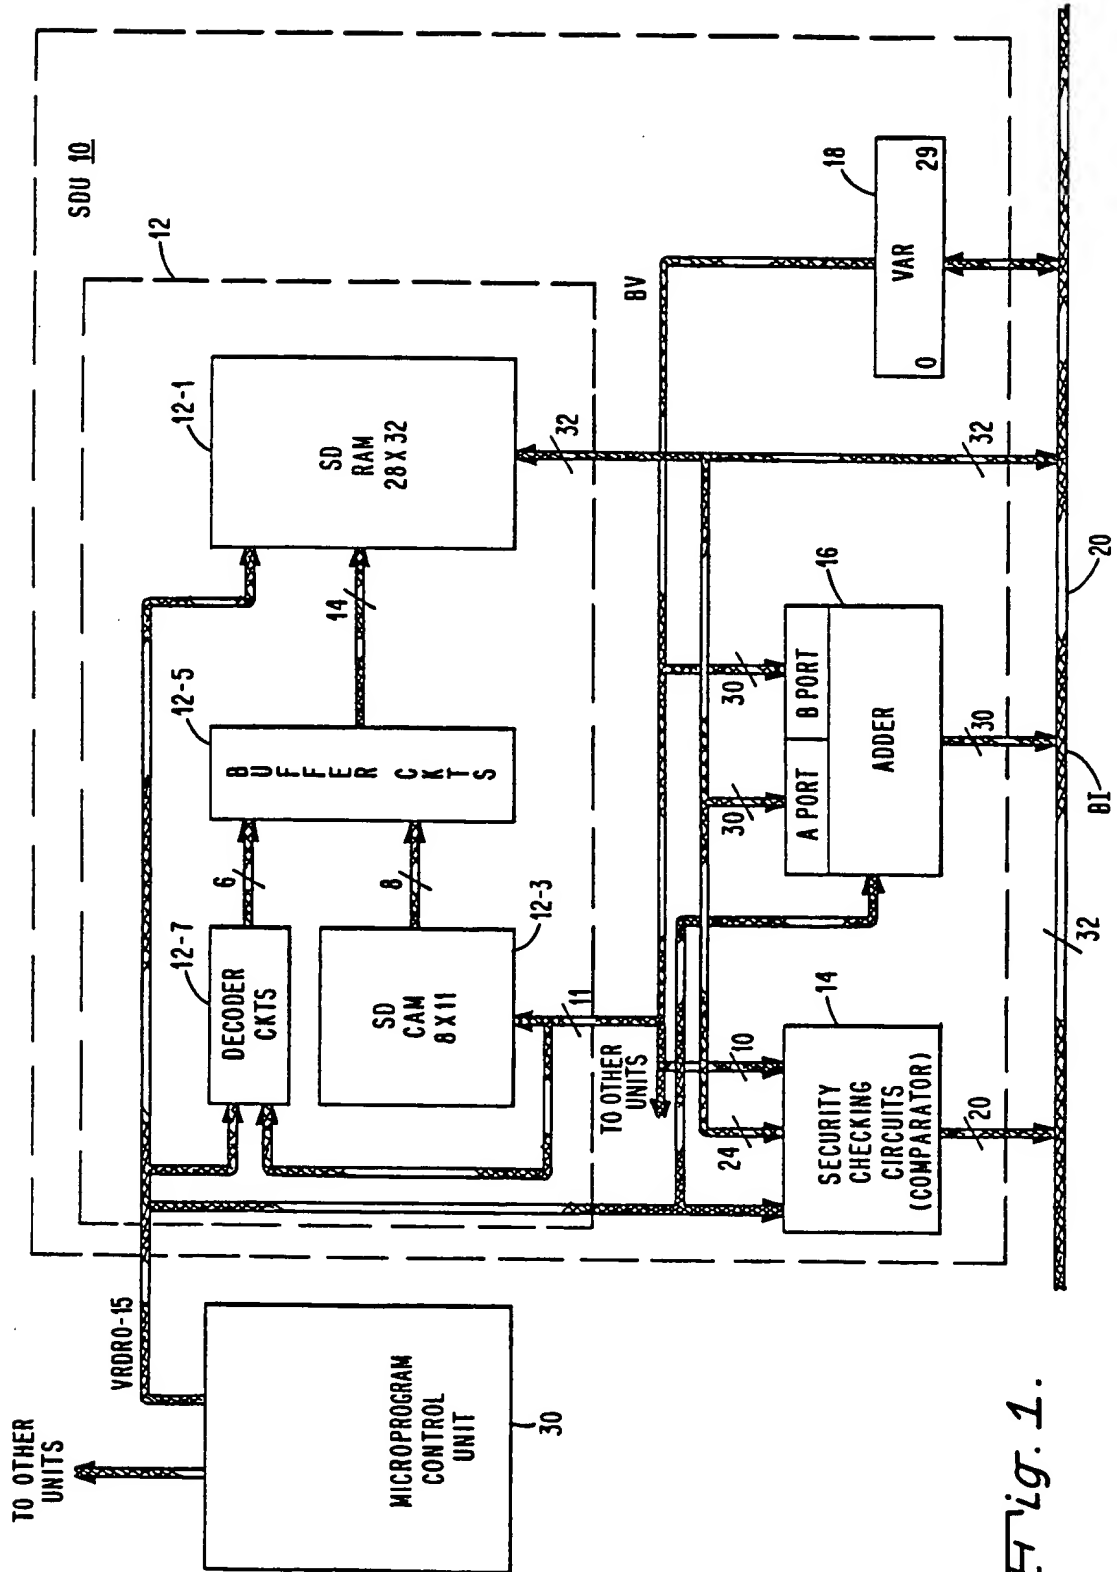 SDU 10
12
12-1
SD
RAM
28 X 32
32
14
12-5
BUFFER CKTS
6
8
12-7
DECODER
CKTS
12-3
SD
CAM
8 X 11
11
TO OTHER
UNITS
VRDR0-15
MICROPROGRAM
CONTROL
UNIT
30
TO OTHER
UNITS
BV
18
VAR
0
29
32
16
A PORT
B PORT
ADDER
30
30
30
14
SECURITY
CHECKING
CIRCUITS
(COMPARATOR)
24
10
20
20
BI
32
Fig. 1.